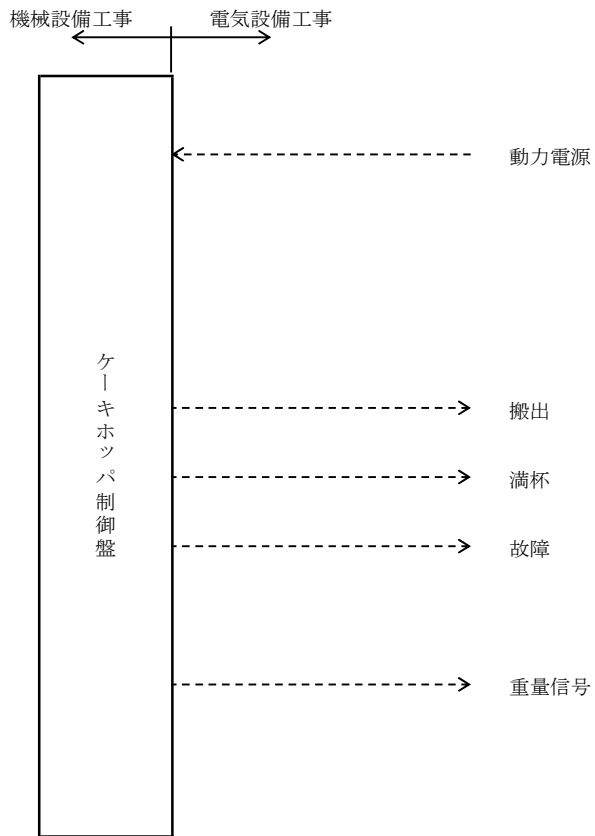 機械設備工事
電気設備工事
動力電源
ケーキホッパ制御盤
搬出
満杯
故障
重量信号